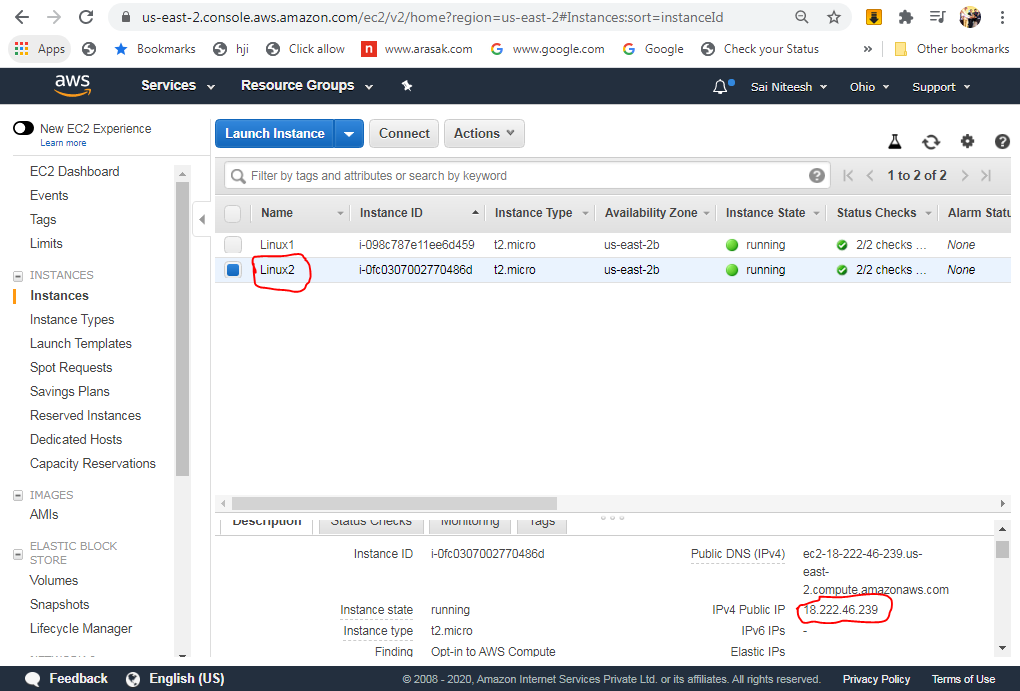 us-east-2.console.aws.amazon.com/ec2/v2/home?region=us-east-2#Instances:sort=instanceId
Apps Bookmarks hji Click allow n www.arasak.com www.google.com Google Check your Status » Other bookmarks
aws Services Resource Groups Sai Niteesh Ohio Support
New EC2 Experience
Learn more
EC2 Dashboard
Events
Tags
Limits
INSTANCES
Instances
Instance Types
Launch Templates
Spot Requests
Savings Plans
Reserved Instances
Dedicated Hosts
Capacity Reservations
IMAGES
AMIs
ELASTIC BLOCK
STORE
Volumes
Snapshots
Lifecycle Manager
Launch Instance Connect Actions
Filter by tags and attributes or search by keyword 1 to 2 of 2
Name Instance ID Instance Type Availability Zone Instance State Status Checks Alarm Statu
Linux1 i-098c787e11ee6d459 t2.micro us-east-2b running 2/2 checks ... None
Linux2 i-0fc0307002770486d t2.micro us-east-2b running 2/2 checks ... None
Description Status Checks Monitoring Tags
Instance ID i-0fc0307002770486d Public DNS (IPv4) ec2-18-222-46-239.us-
east-
2.compute.amazonaws.com
Instance state running IPv4 Public IP 18.222.46.239
Instance type t2.micro IPv6 IPs -
Finding Opt-in to AWS Compute Elastic IPs
Feedback English (US) © 2008 - 2020, Amazon Internet Services Private Ltd. or its affiliates. All rights reserved. Privacy Policy Terms of Use